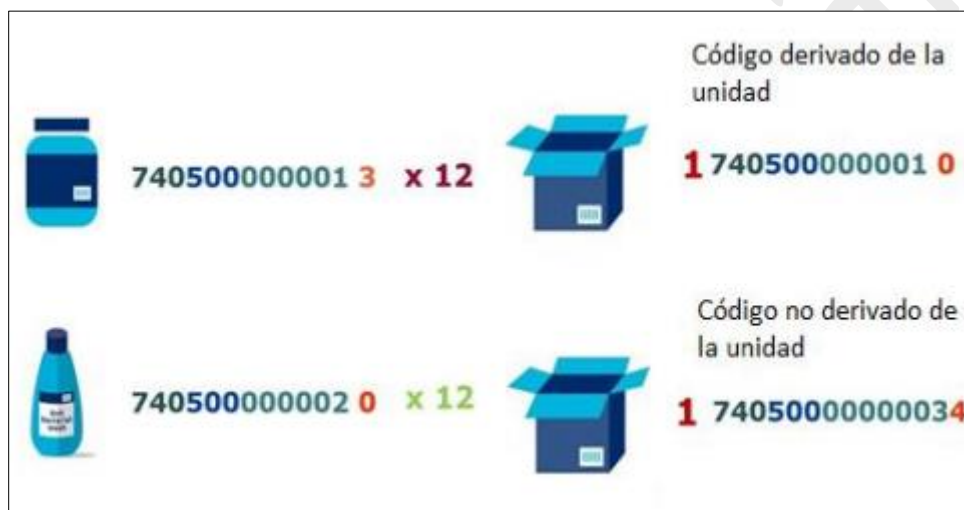 Código derivado de la
unidad
740500000001 3 x 12
1 740500000001 0
Código no derivado de
la unidad
740500000002 0 x 12
1 7405000000034